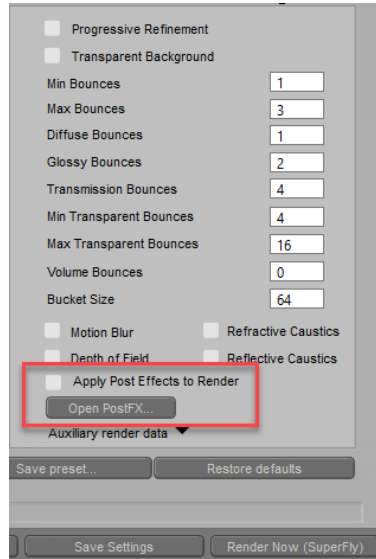 Progressive Refinement
Transparent Background
Min Bounces 1
Max Bounces 3
Diffuse Bounces 1
Glossy Bounces 2
Transmission Bounces 4
Min Transparent Bounces 4
Max Transparent Bounces 16
Volume Bounces 0
Bucket Size 64
Motion Blur Refractive Caustics
Depth of Field Reflective Caustics
Apply Post Effects to Render
Open PostFX...
Auxiliary render data
Save preset... Restore defaults
Save Settings Render Now (SuperFly)